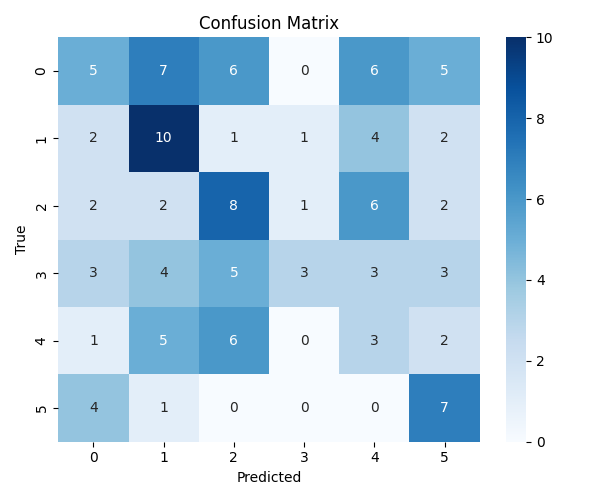 Confusion Matrix
0 5 7 6 0 6 5
1 2 10 1 1 4 2
2 2 2 8 1 6 2
3 3 4 5 3 3 3
4 1 5 6 0 3 2
5 4 1 0 0 0 7
0 1 2 3 4 5
Predicted
True
10
8
6
4
2
0